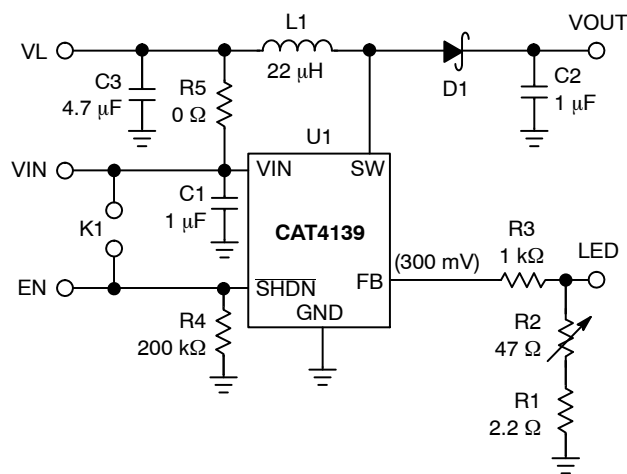 L1
VOUT
VL
22 μH
C3
4.7 μF
R5
0 Ω
D1
C2
1 μF
U1
VIN
VIN
SW
C1
1 μF
K1
CAT4139
R3
1 kΩ
LED
(300 mV)
FB
EN
SHDN
GND
R4
200 kΩ
R2
47 Ω
R1
2.2 Ω